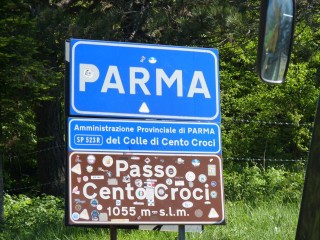 PARMA
Amministrazione Provinciale di PARMA
SP 523R del Colle di Cento Croci
Passo
Cento Croci
1055 m-s.l.m.